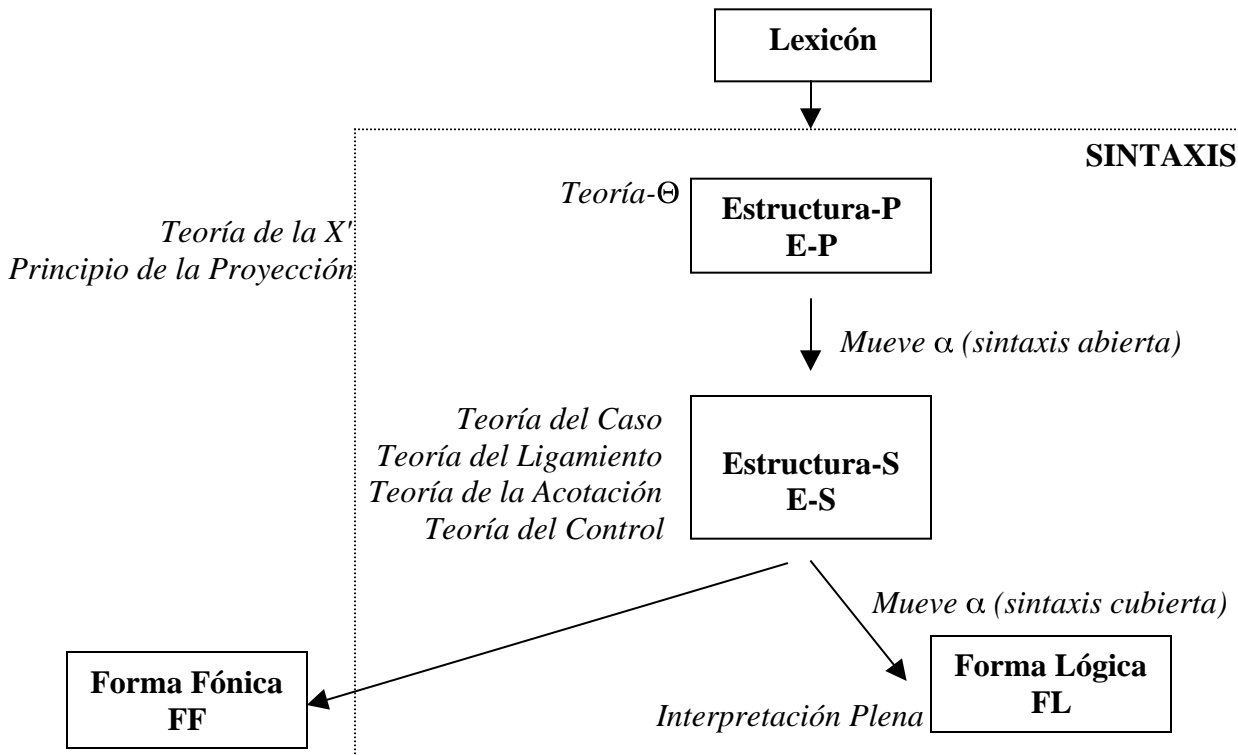 Lexicón
SINTAXIS
Teoría-Θ
Estructura-P
E-P
Teoría de la X'
Principio de la Proyección
Mueve α (sintaxis abierta)
Teoría del Caso
Teoría del Ligamiento
Teoría de la Acotación
Teoría del Control
Estructura-S
E-S
Mueve α (sintaxis cubierta)
Forma Fónica
FF
Forma Lógica
FL
Interpretación Plena